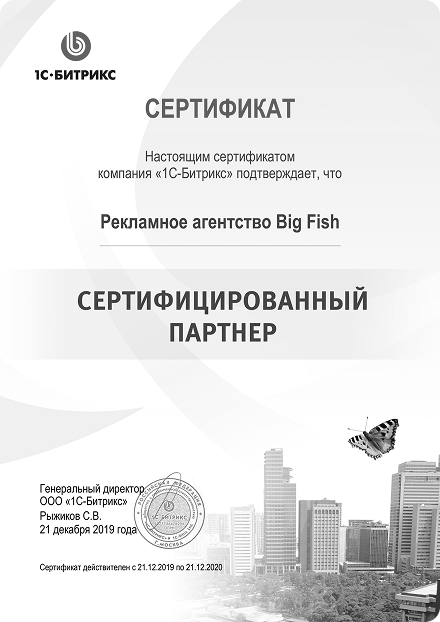 1С·БИТРИКС
СЕРТИФИКАТ
Настоящим сертификатом
компания «1С-Битрикс» подтверждает, что
Рекламное агентство Big Fish
СЕРТИФИЦИРОВАННЫЙ
ПАРТНЕР
Генеральный директор
ООО «1С-Битрикс»
Рыжиков С.В.
21 декабря 2019 года
РОССИЙСКАЯ ФЕДЕРАЦИЯ
1С-БИТРИКС
МОСКВА
Сертификат действителен с 21.12.2019 по 21.12.2020